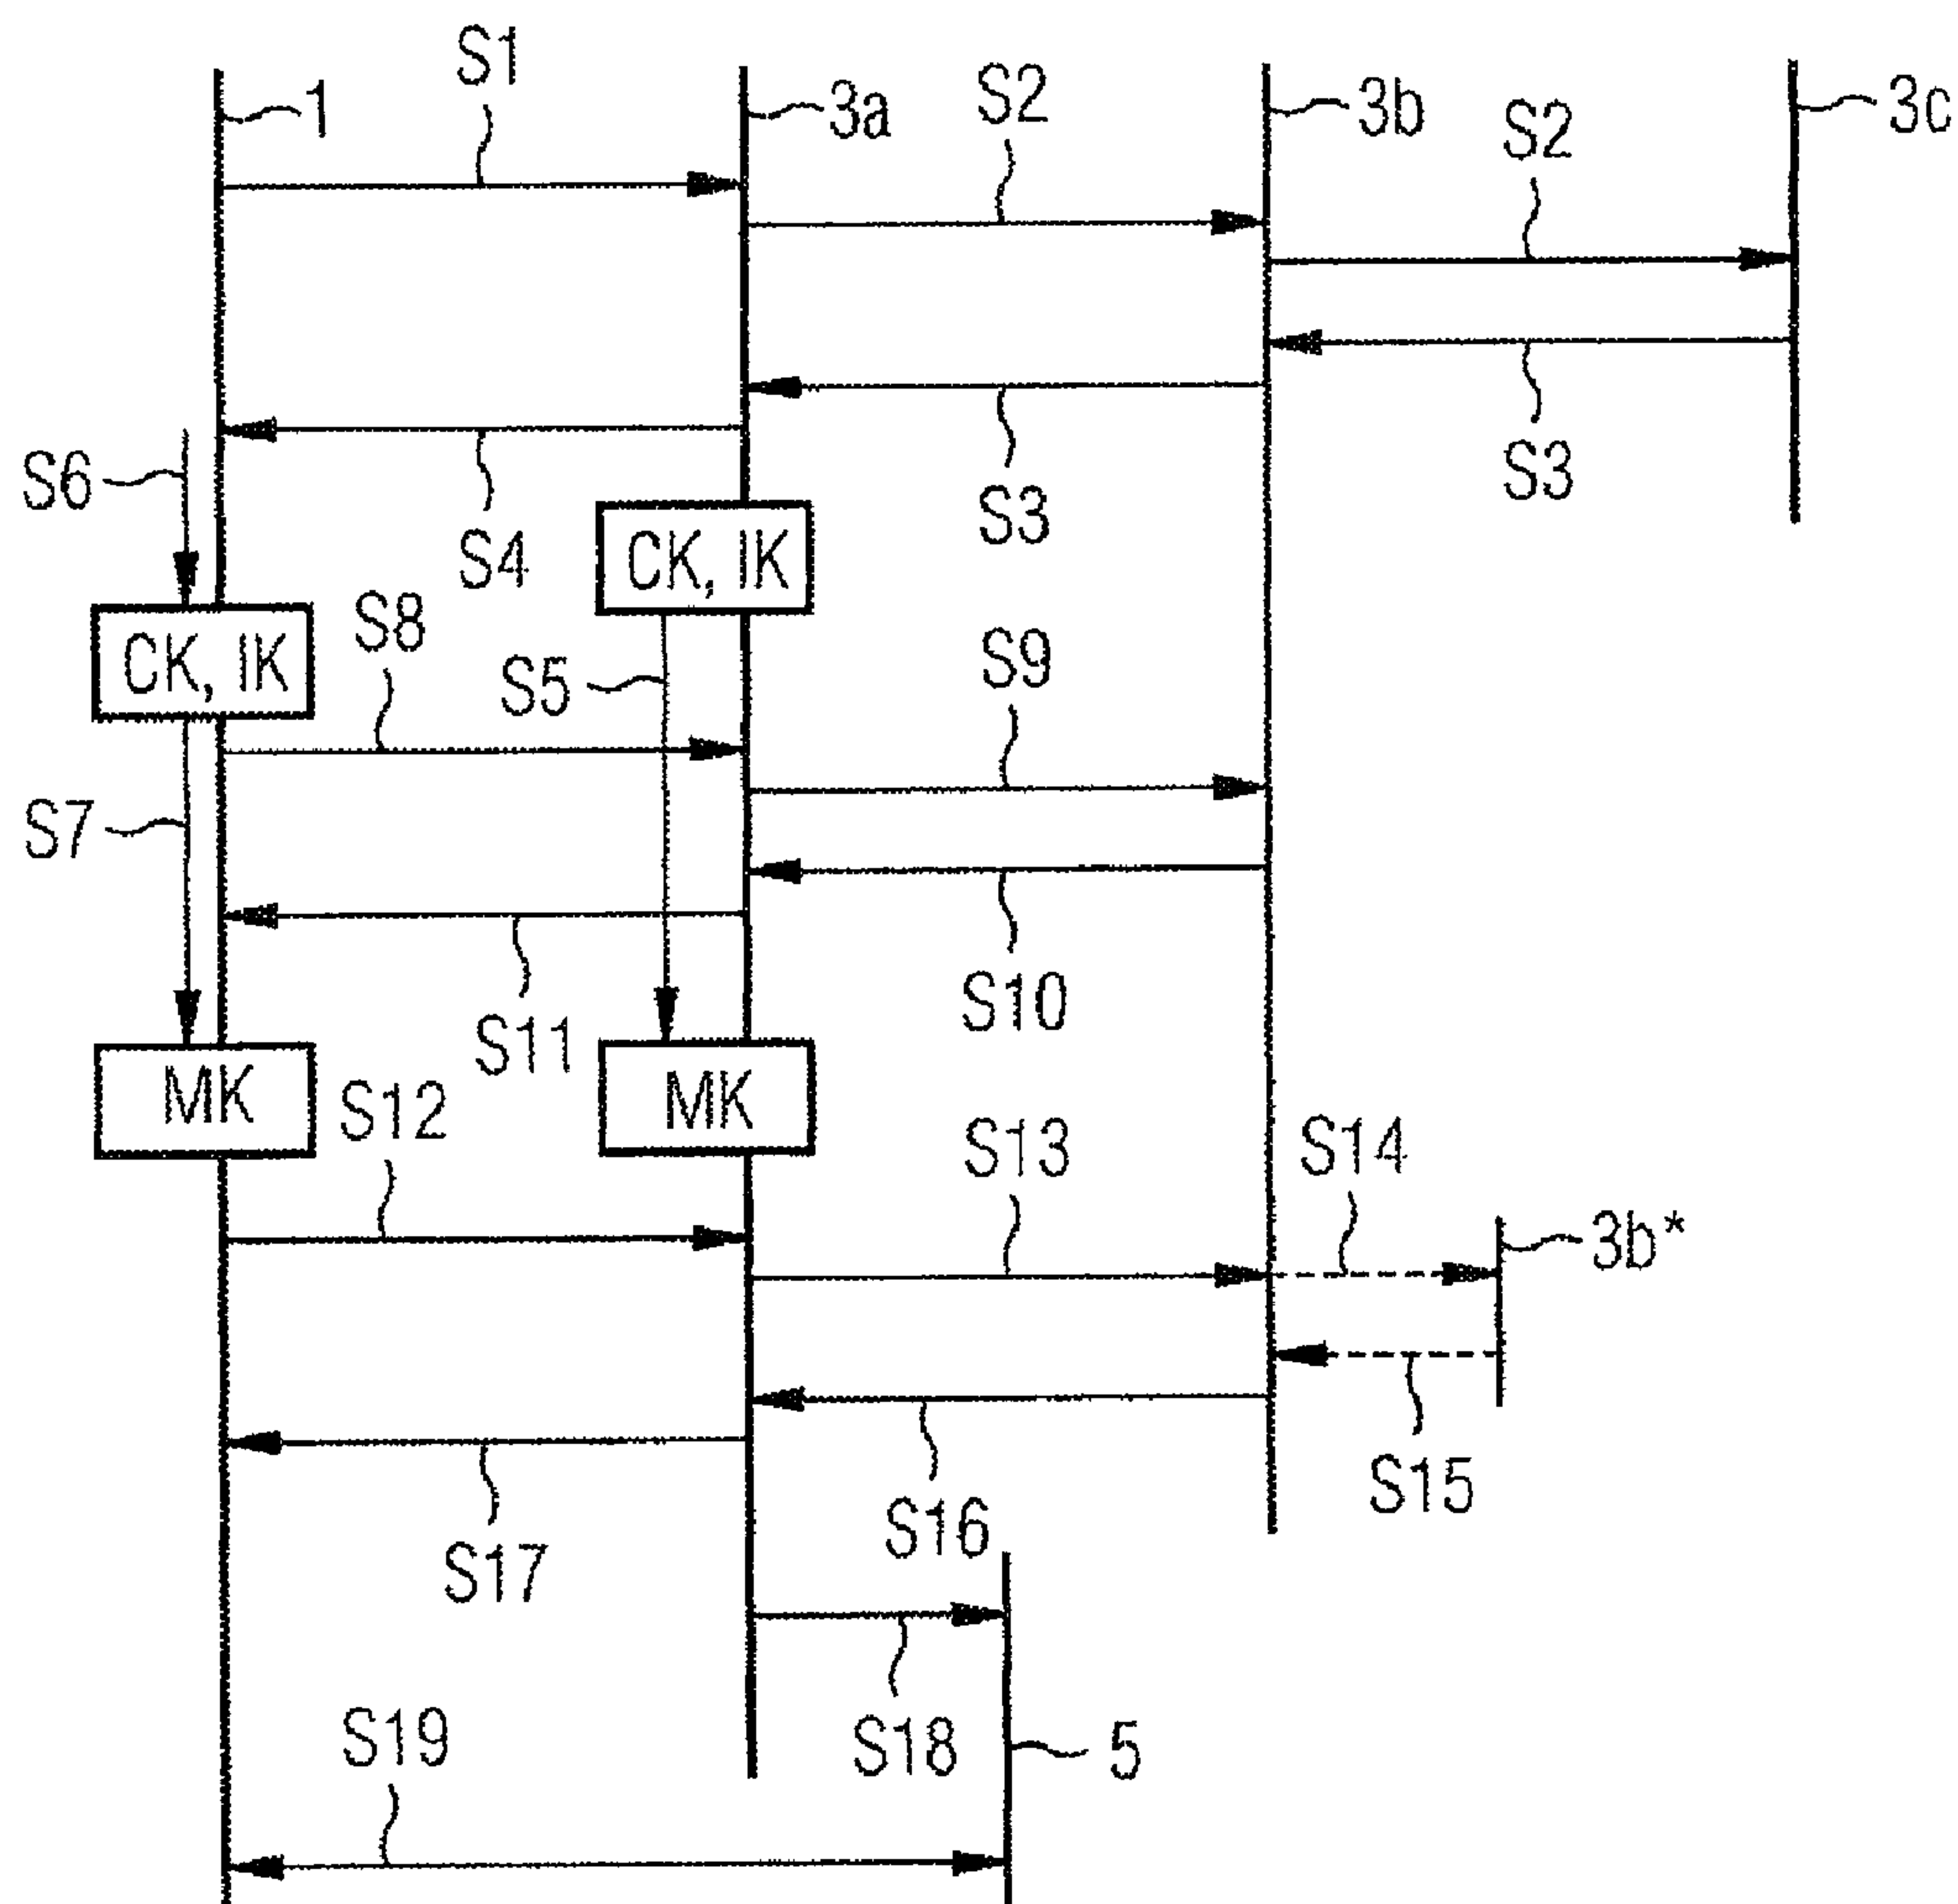 S1
1
3a
S2
3b
S2
3c
S6
S4
S3
S3
CK, IK
CK, IK
S8
S5
S9
S7
S11
S10
MK
MK
S12
S13
S14
3b*
S17
S16
S15
S19
S18
5